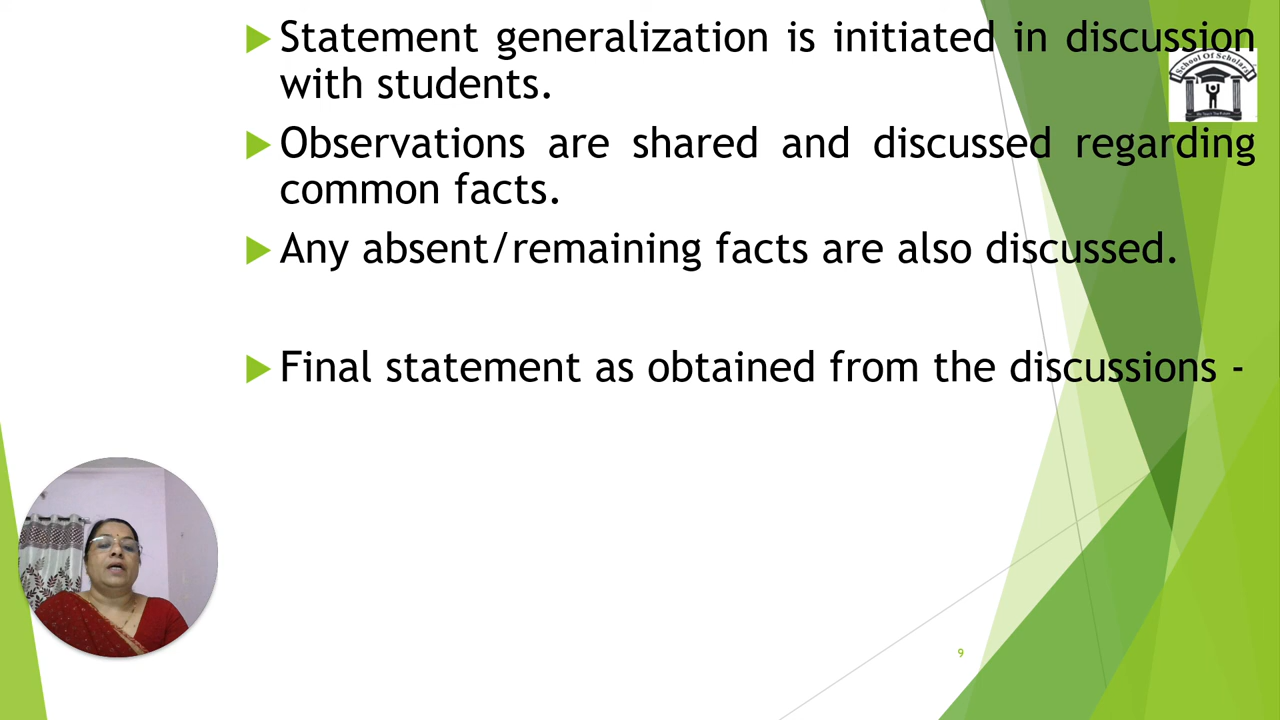 Statement generalization is initiated in discussion
with students.
School Of Scholars
Observations are shared and discussed regarding
common facts.
Any absent/remaining facts are also discussed.
Final statement as obtained from the discussions -
9